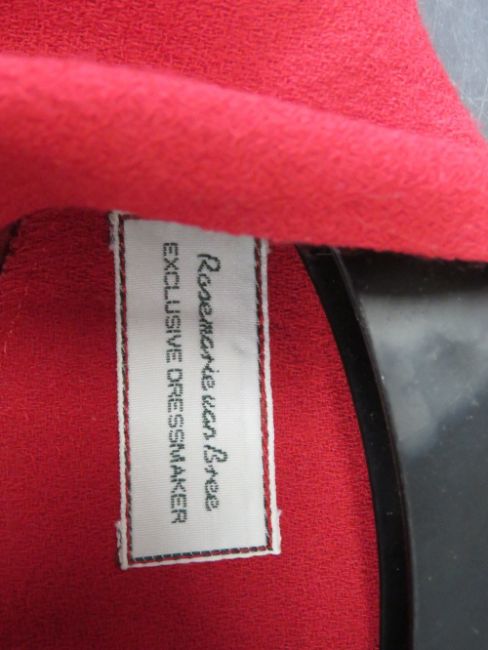 Rosemarie van Bree
EXCLUSIVE DRESSMAKER